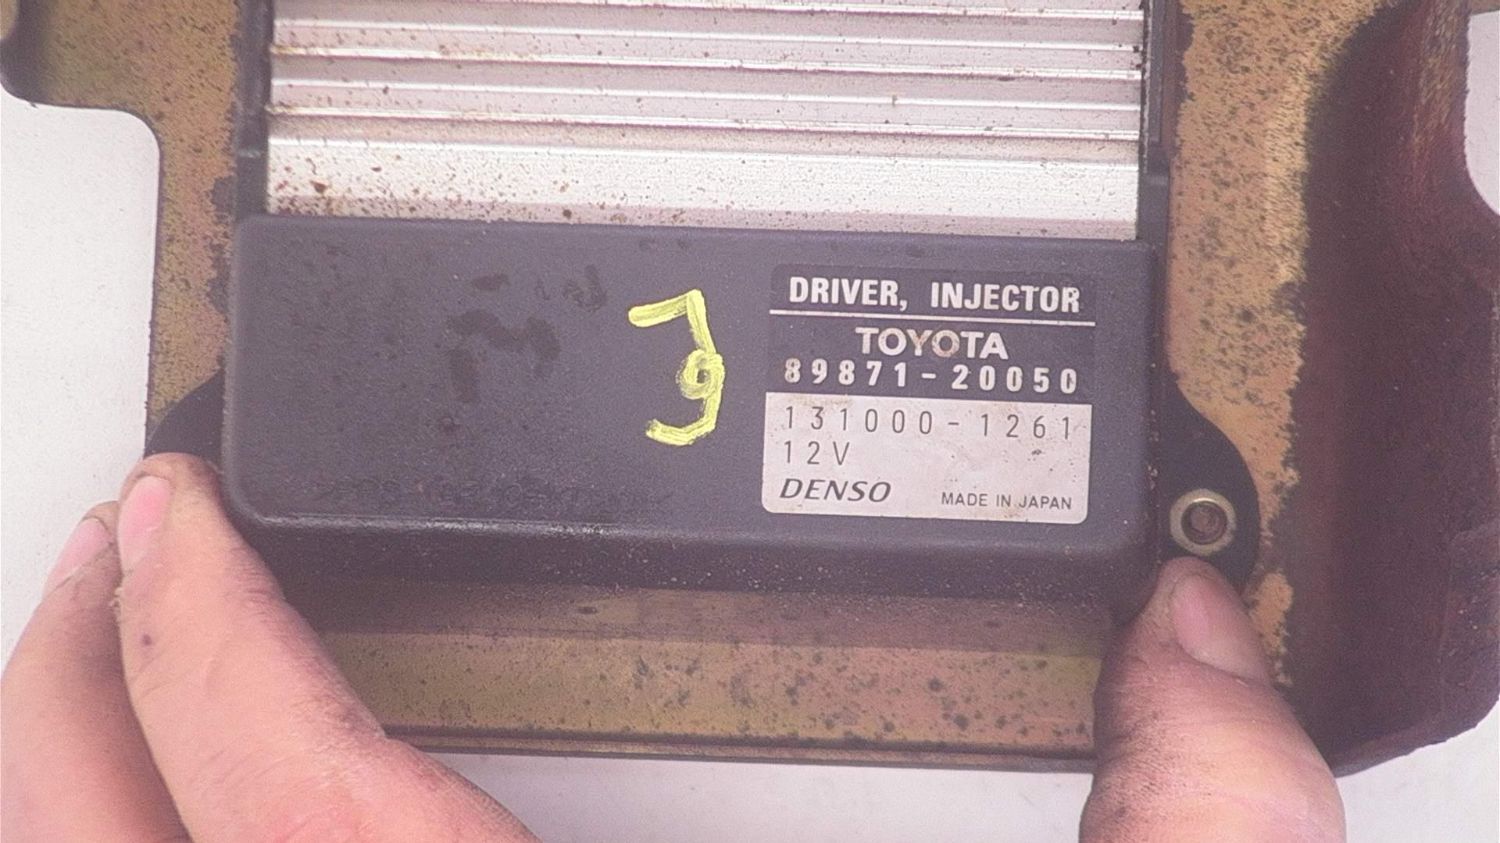 DRIVER, INJECTOR
TOYOTA
89871-20050
131000-1261
12V
DENSO MADE IN JAPAN